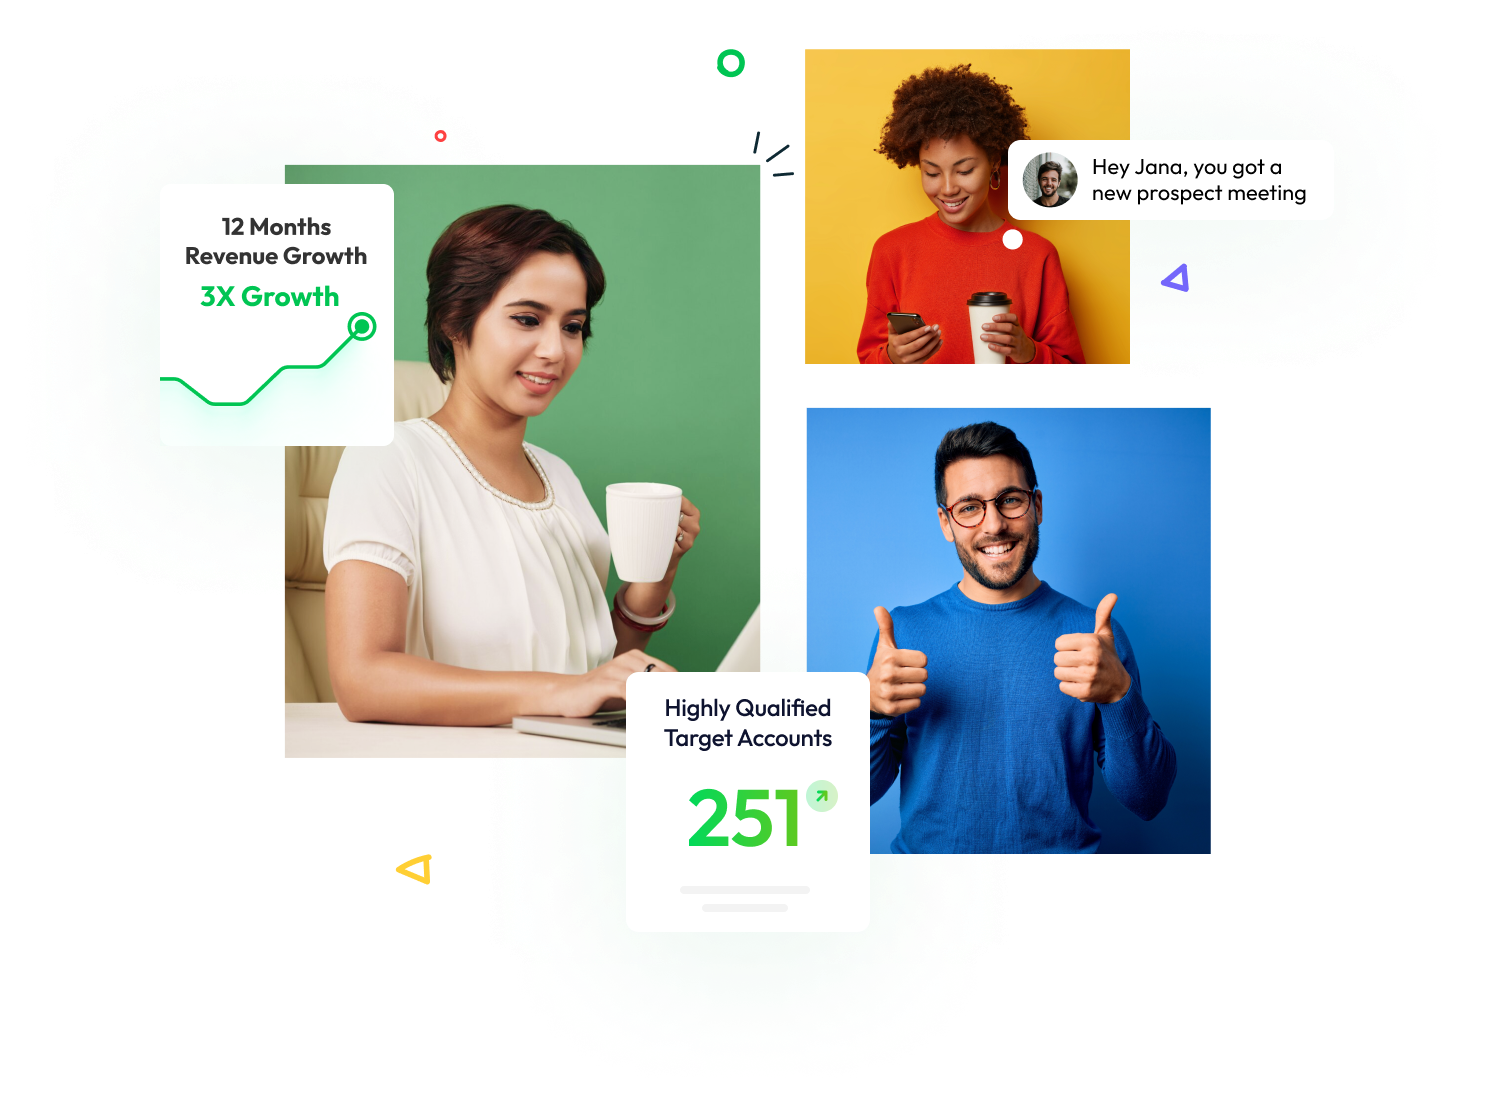 12 Months
Revenue Growth
3X Growth
Hey Jana, you got a
new prospect meeting
Highly Qualified
Target Accounts
251